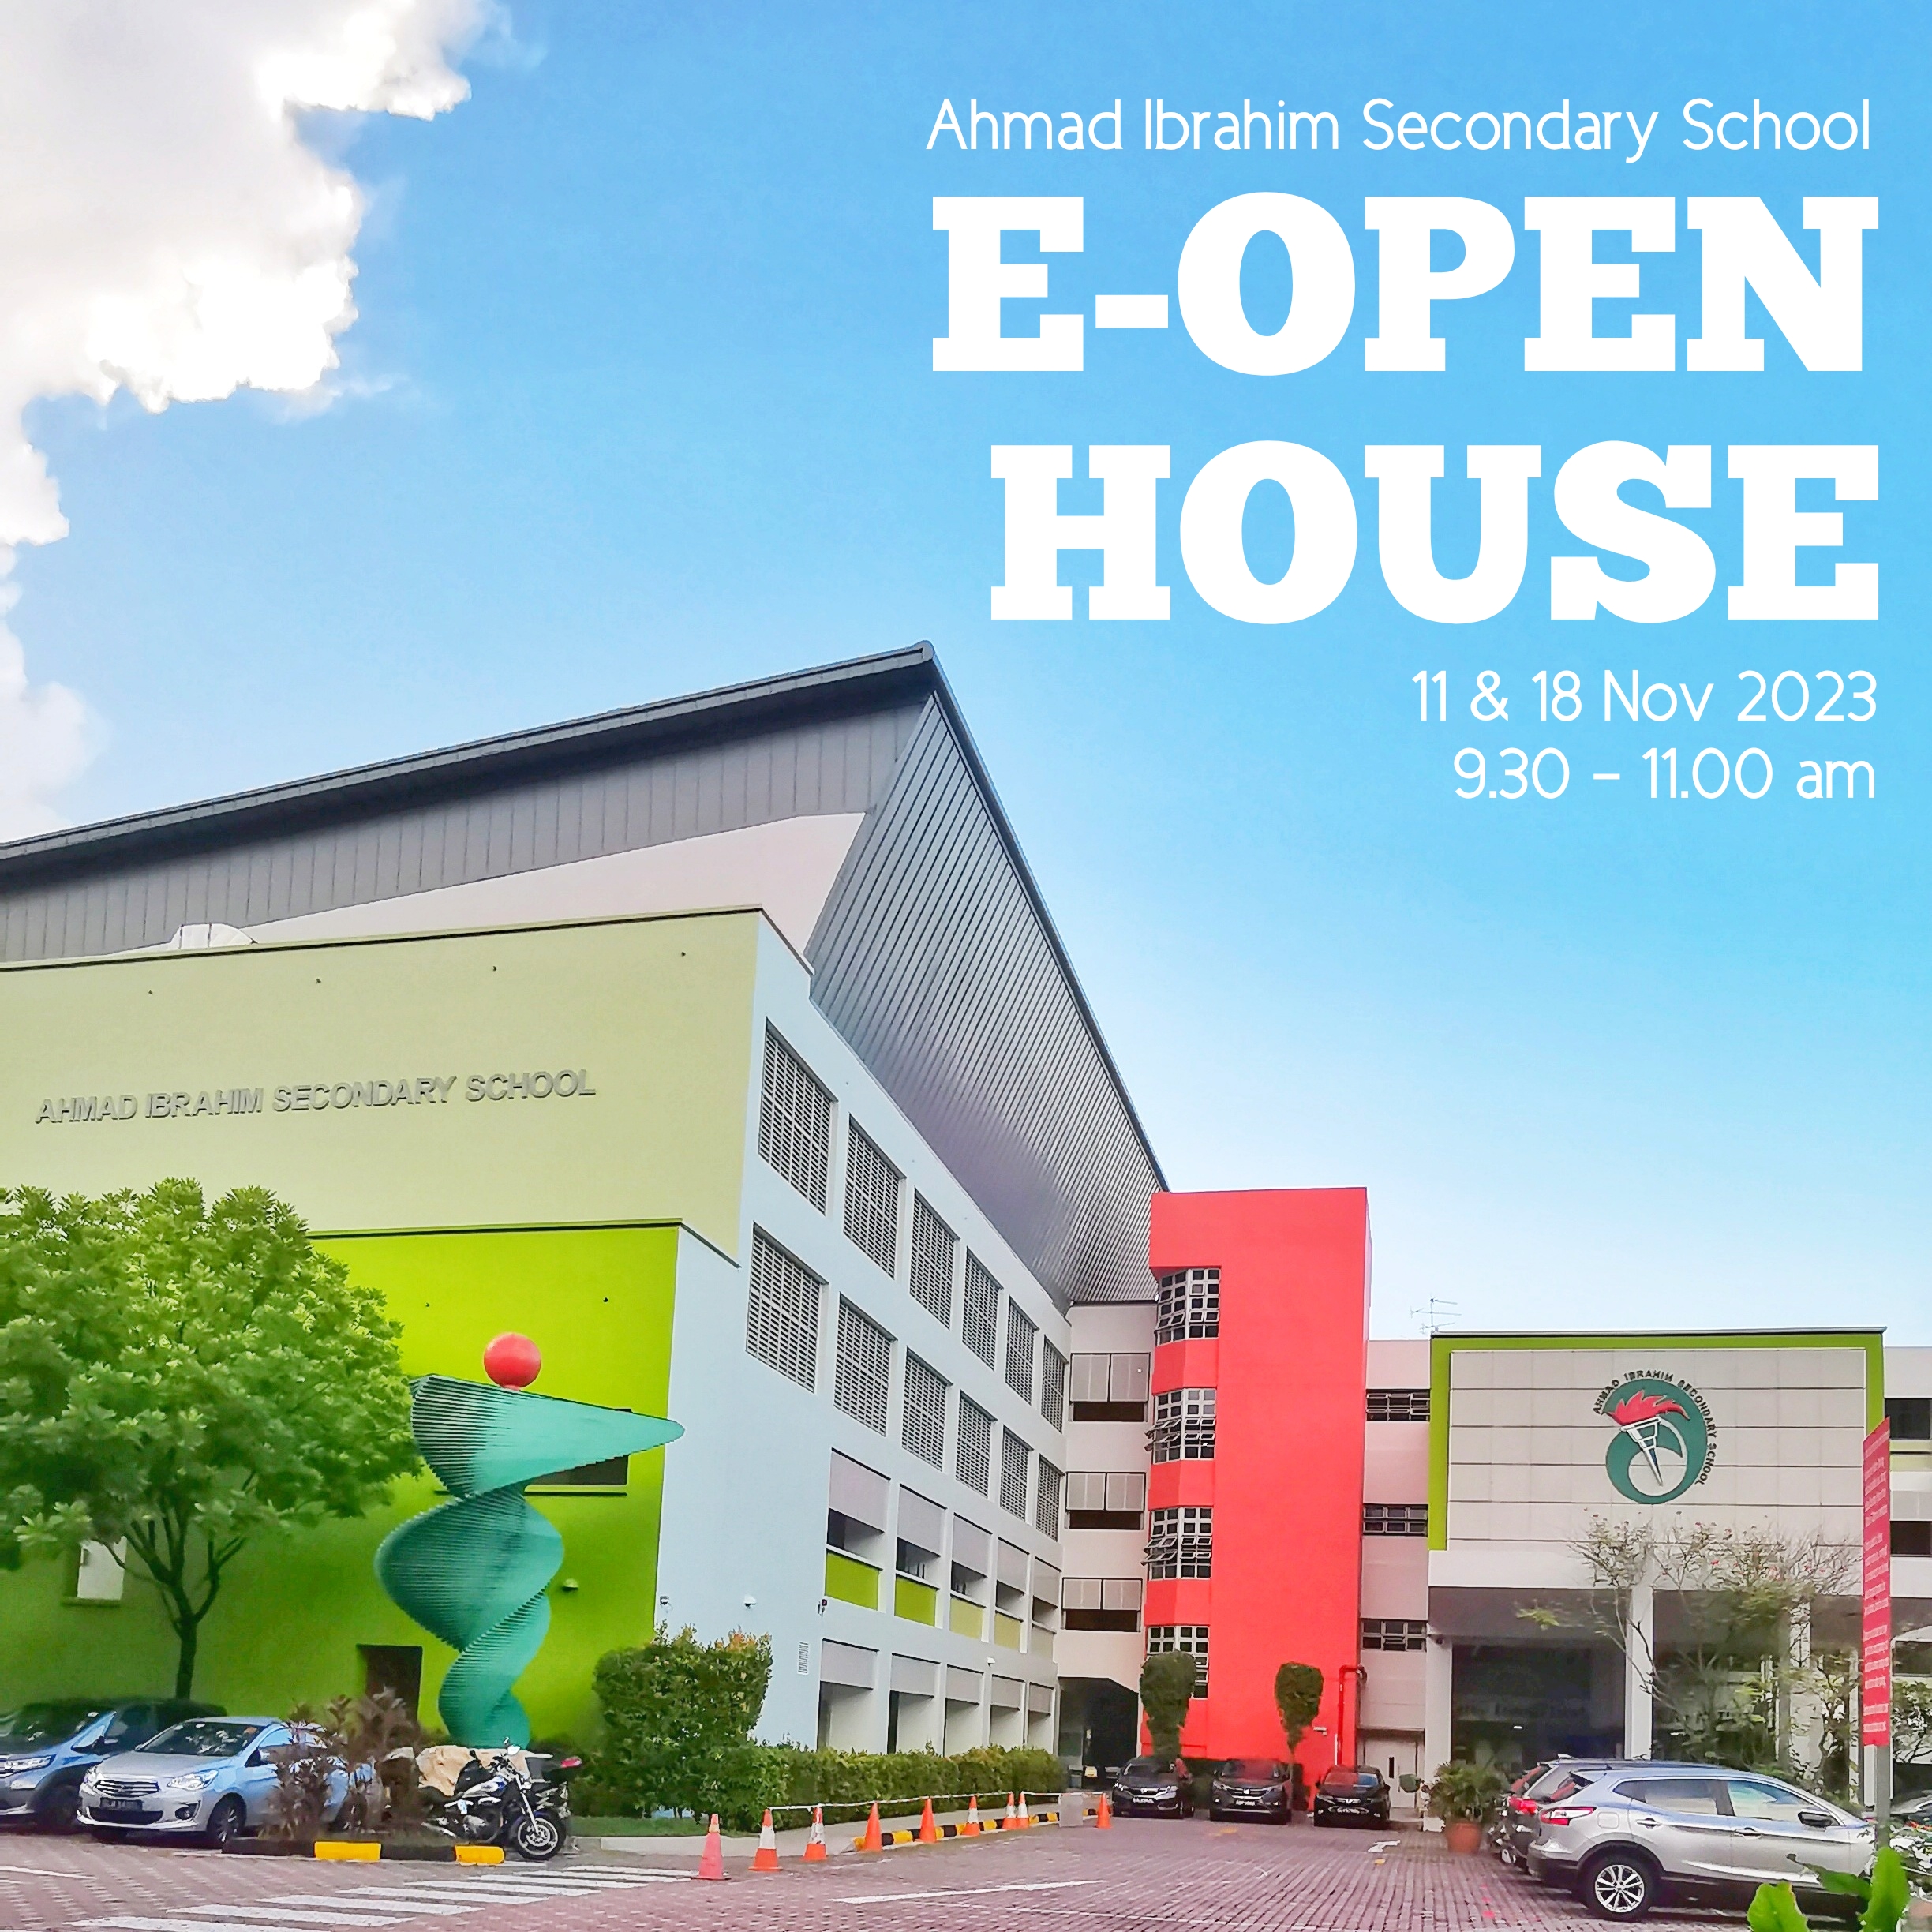 Ahmad Ibrahim Secondary School
E-OPEN
HOUSE
11 & 18 Nov 2023
9.30 - 11.00 am
AHMAD IBRAHIM SECONDARY SCHOOL
AHMAD IBRAHIM SECONDARY SCHOOL